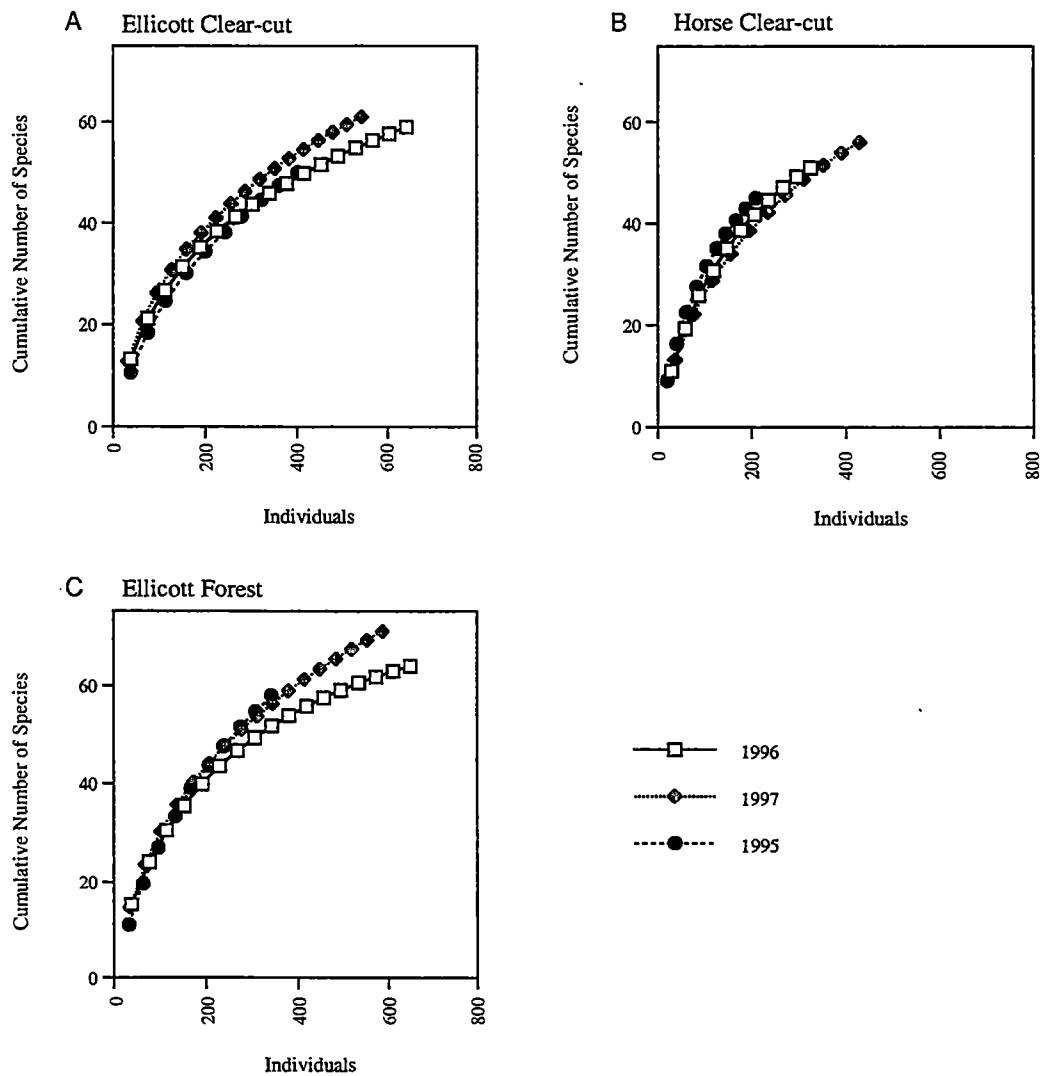 A Ellicott Clear-cut
Cumulative Number of Species
60
40
20
0
0 200 400 600 800
Individuals
B Horse Clear-cut
Cumulative Number of Species
60
40
20
0
0 200 400 600 800
Individuals
C Ellicott Forest
Cumulative Number of Species
60
40
20
0
0 200 400 600 800
Individuals
1996
1997
1995